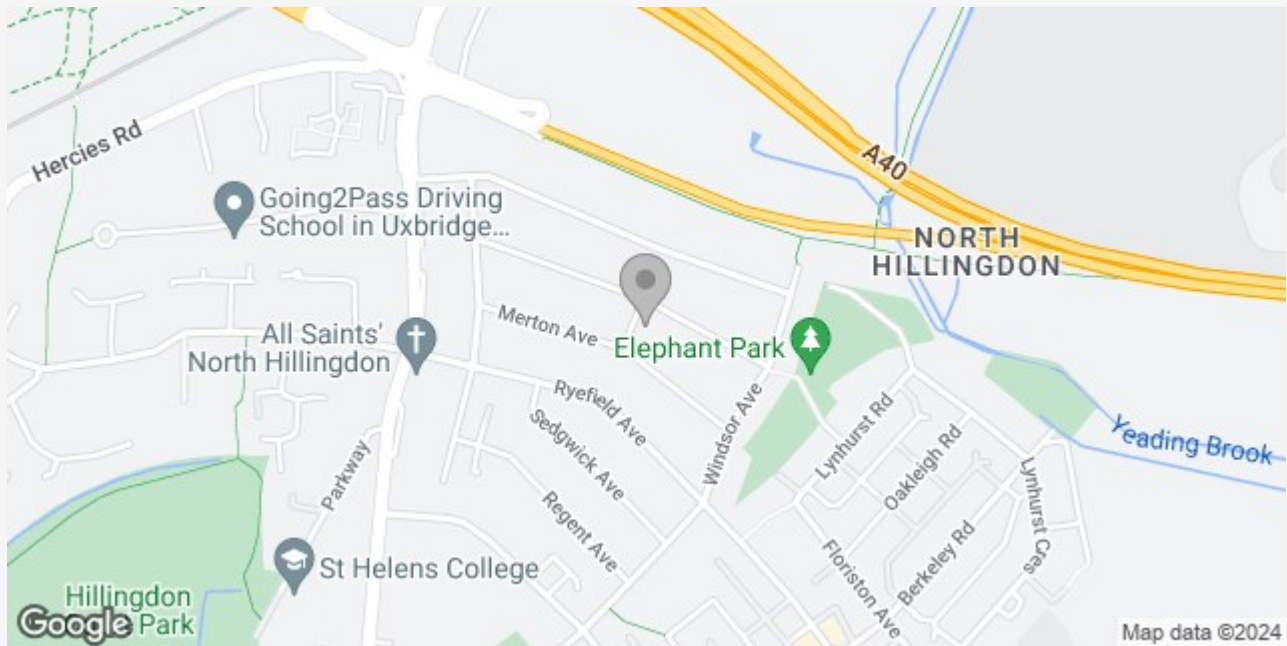 Hercies Rd
A40
Going2Pass Driving
School in Uxbridge...
NORTH
HILLINGDON
Merton Ave
All Saints'
North Hillingdon
Elephant Park
Ryefield Ave
Sedgwick Ave
Windsor Ave
Lynhurst Rd
Oakleigh Rd
Yeading Brook
Parkway
Regent Ave
Lynhurst Cres
Berkeley Rd
Floriston Ave
St Helens College
Hillingdon
Park
Google
Map data ©2024